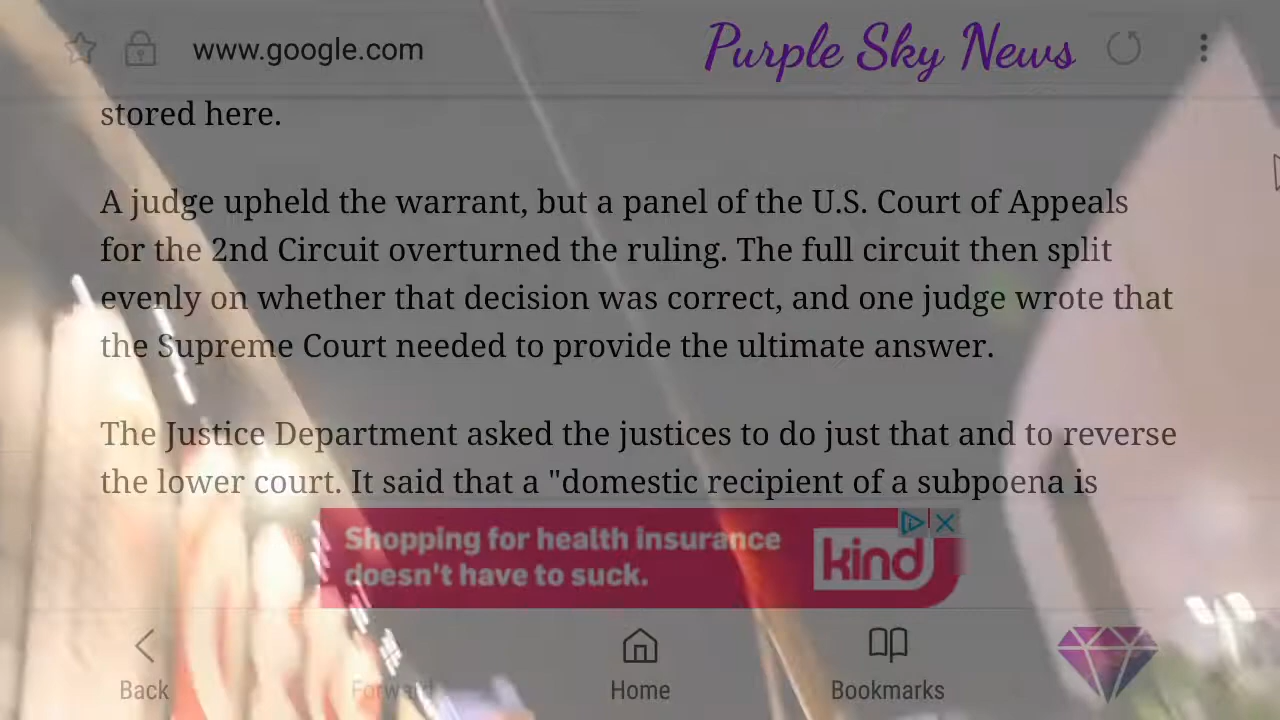 www.google.com
Purple Sky News
stored here.
A judge upheld the warrant, but a panel of the U.S. Court of Appeals
for the 2nd Circuit overturned the ruling. The full circuit then split
evenly on whether that decision was correct, and one judge wrote that
the Supreme Court needed to provide the ultimate answer.
The Justice Department asked the justices to do just that and to reverse
the lower court. It said that a "domestic recipient of a subpoena is
Shopping for health insurance
doesn't have to suck.
kind
Back
Forward
Home
Bookmarks